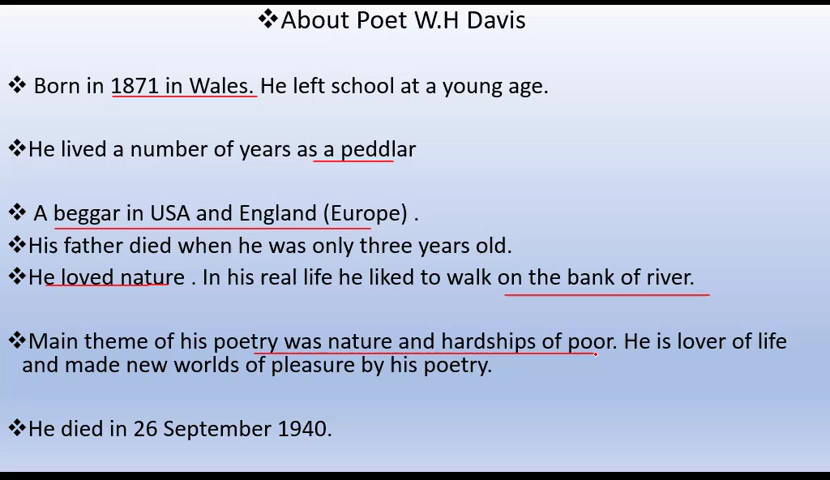 ❖About Poet W.H Davis
❖ Born in 1871 in Wales. He left school at a young age.
❖He lived a number of years as a peddlar
❖ A beggar in USA and England (Europe) .
❖His father died when he was only three years old.
❖He loved nature . In his real life he liked to walk on the bank of river.
❖Main theme of his poetry was nature and hardships of poor. He is lover of life
and made new worlds of pleasure by his poetry.
❖He died in 26 September 1940.